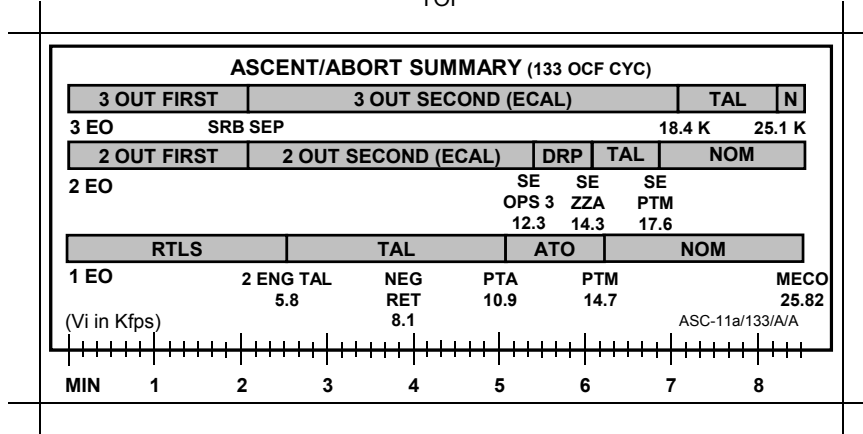 ASCENT/ABORT SUMMARY (133 OCF CYC)
3 OUT FIRST 3 OUT SECOND (ECAL) TAL N
3 EO SRB SEP 18.4 K 25.1 K
2 OUT FIRST 2 OUT SECOND (ECAL) DRP TAL NOM
2 EO SE SE SE
OPS 3 ZZA PTM
12.3 14.3 17.6
RTLS TAL ATO NOM
1 EO 2 ENG TAL NEG PTA PTM MECO
5.8 RET 10.9 14.7 25.82
(Vi in Kfps) 8.1 ASC-11a/133/A/A
MIN 1 2 3 4 5 6 7 8